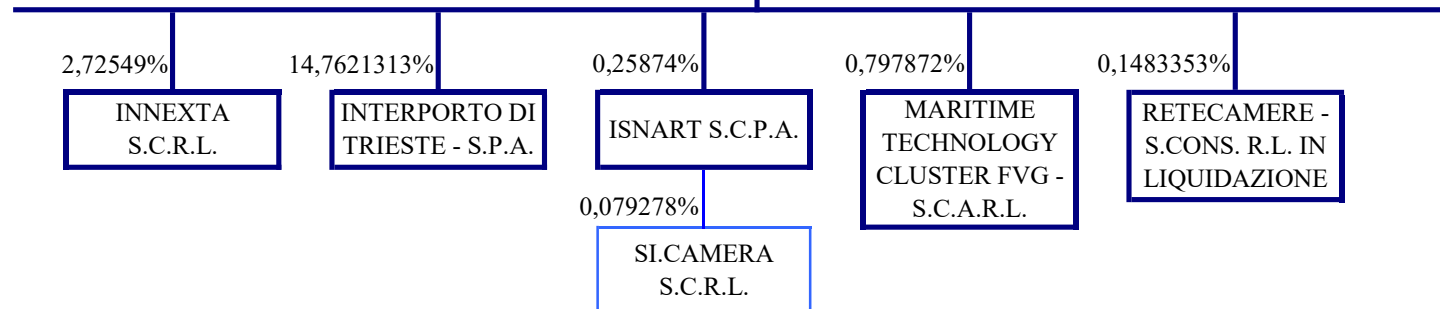 2,72549%
14,7621313%
0,25874%
0,797872%
0,1483353%
INNEXTA
S.C.R.L.
INTERPORTO DI
TRIESTE - S.P.A.
ISNART S.C.P.A.
MARITIME
TECHNOLOGY
CLUSTER FVG -
S.C.A.R.L.
RETECAMERE -
S.CONS. R.L. IN
LIQUIDAZIONE
0,079278%
SI.CAMERA
S.C.R.L.